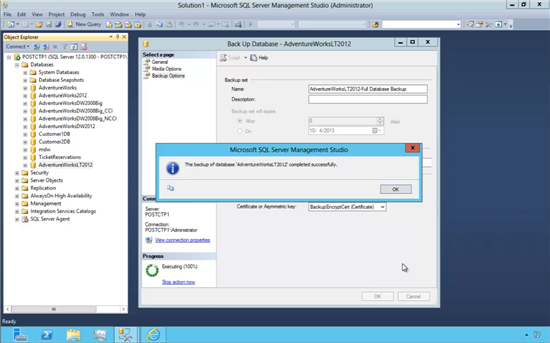 Solution1 - Microsoft SQL Server Management Studio (Administrator)
File Edit View Project Debug Tools Window Help
New Query
Object Explorer
Connect
POSTCTP1 (SQL Server 12.0.1300 - POSTCTP1\Admi
Databases
System Databases
Database Snapshots
AdventureWorks
AdventureWorks2012
AdventureWorksDW2008Big
AdventureWorksDW2008Big_CCI
AdventureWorksDW2008Big_NCCI
AdventureWorksDW2012
Customer1DB
Customer2DB
mdw
TicketReservations
AdventureWorksLT2012
Security
Server Objects
Replication
AlwaysOn High Availability
Management
Integration Services Catalogs
SQL Server Agent
Back Up Database - AdventureWorksLT2012
Select a page
General
Media Options
Backup Options
Script Help
Backup set
Name: AdventureWorksLT2012-Full Database Backup
Description:
Backup set will expire:
After 0 days
On 10/ 4/2013
Microsoft SQL Server Management Studio
The backup of database 'AdventureWorksLT2012' completed successfully.
OK
Certificate or Asymmetric key: BackupEncryptCert (Certificate)
Server:
POSTCTP1
Connection:
POSTCTP1\Administrator
View connection properties
Progress
Executing (100%)
Stop action now
OK Cancel
Ready